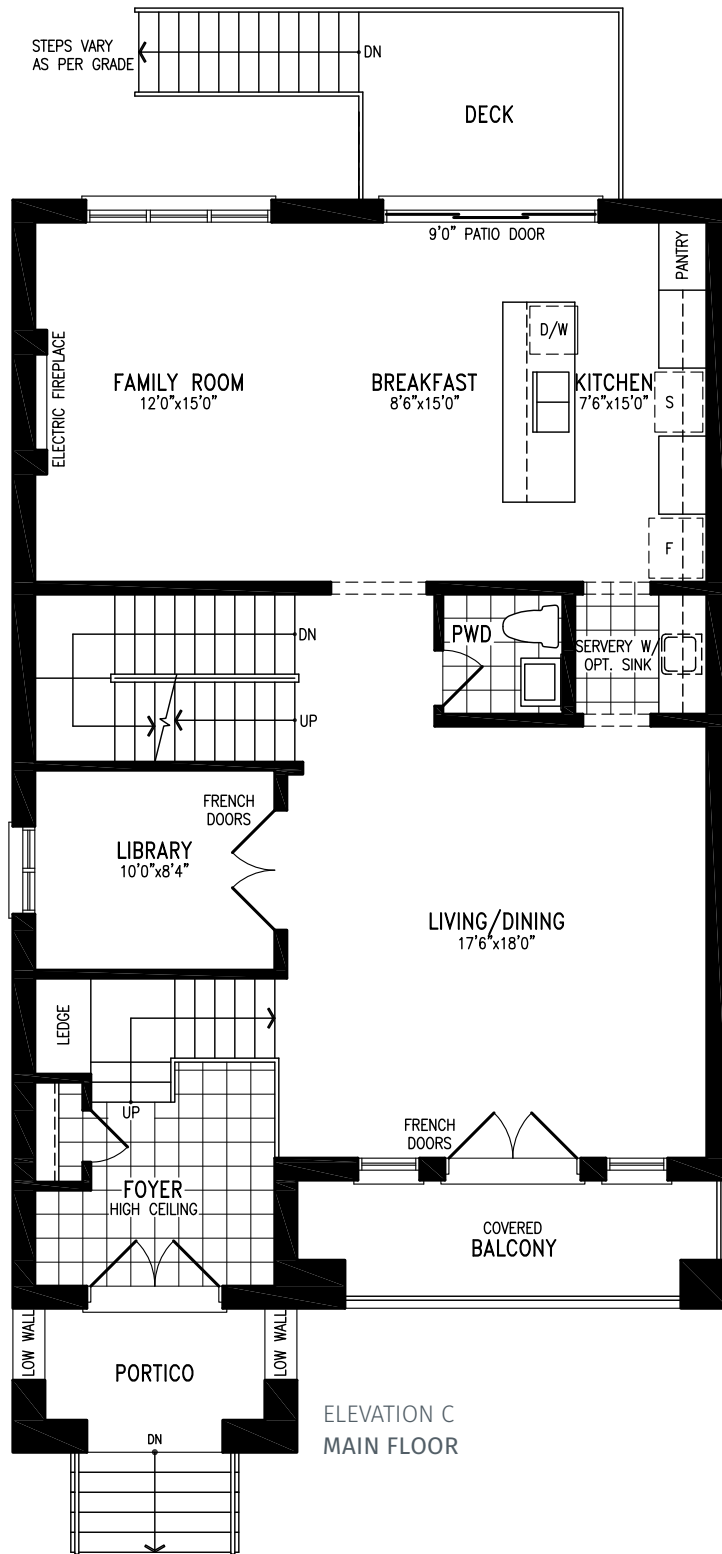 STEPS VARY
AS PER GRADE
DN
DECK
9'0" PATIO DOOR
PANTRY
D/W
ELECTRIC FIREPLACE
FAMILY ROOM
12'0"x15'0"
BREAKFAST
8'6"x15'0"
KITCHEN
7'6"x15'0"
S
F
DN
PWD
SERVERY W/
OPT. SINK
UP
FRENCH
DOORS
LIBRARY
10'0"x8'4"
LIVING/DINING
17'6"x18'0"
LEDGE
UP
FRENCH
DOORS
FOYER
HIGH CEILING
COVERED
BALCONY
LOW WALL
LOW WALL
PORTICO
DN
ELEVATION C
MAIN FLOOR